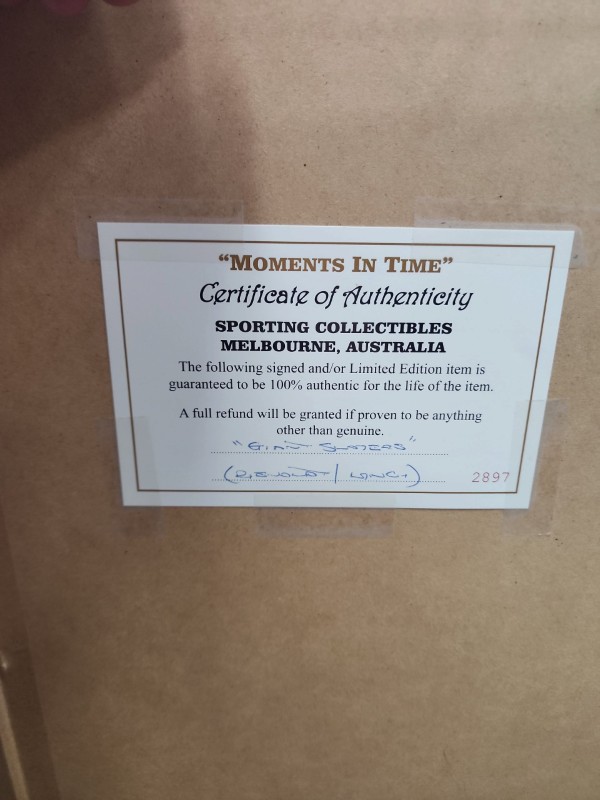 “MOMENTS IN TIME”
Certificate of Authenticity
SPORTING COLLECTIBLES
MELBOURNE, AUSTRALIA
The following signed and/or Limited Edition item is
guaranteed to be 100% authentic for the life of the item.
A full refund will be granted if proven to be anything
other than genuine.
"GIANT
LYNCH)
2897